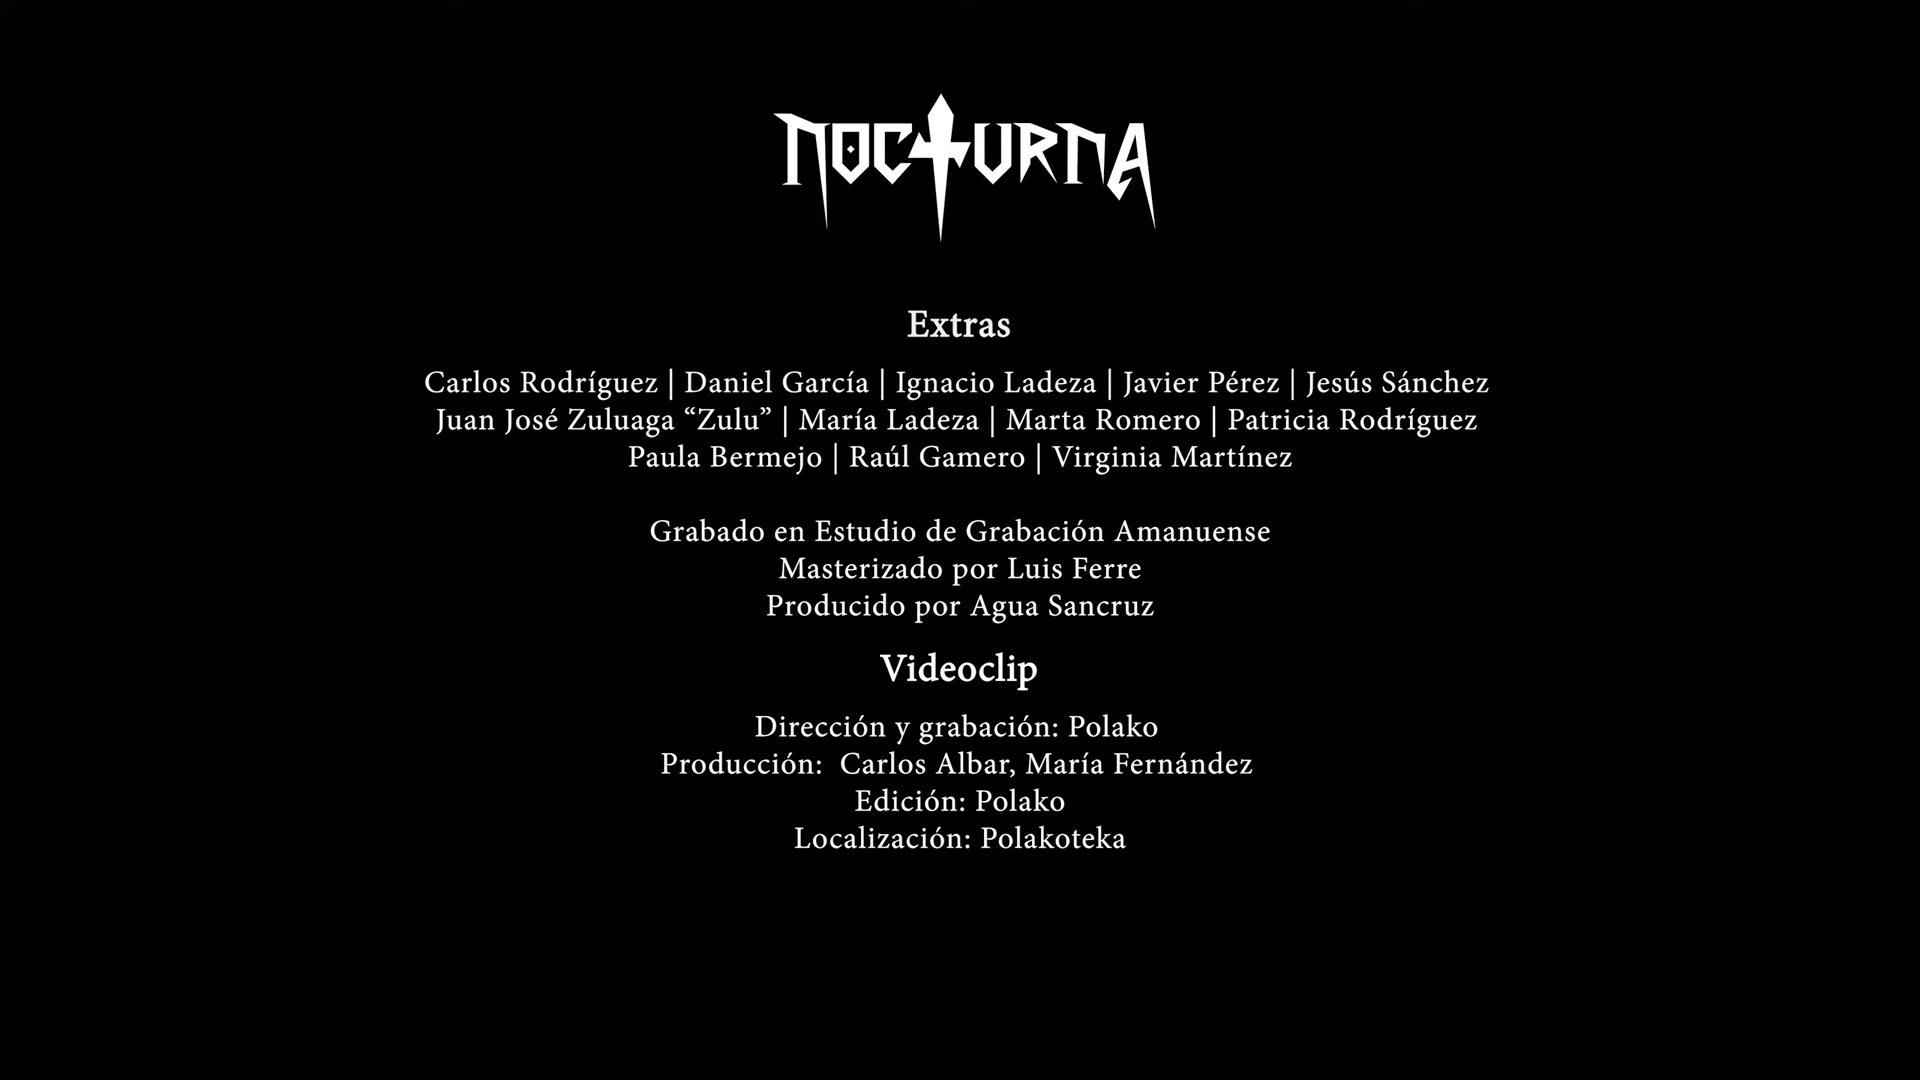 NOCTURNA
Extras
Carlos Rodríguez | Daniel García | Ignacio Ladeza | Javier Pérez | Jesús Sánchez
Juan José Zuluaga “Zulu” | María Ladeza | Marta Romero | Patricia Rodríguez
Paula Bermejo | Raúl Gamero | Virginia Martínez
Grabado en Estudio de Grabación Amanuense
Masterizado por Luis Ferre
Producido por Agua Sancruz
Videoclip
Dirección y grabación: Polako
Producción:  Carlos Albar, María Fernández
Edición: Polako
Localización: Polakoteka